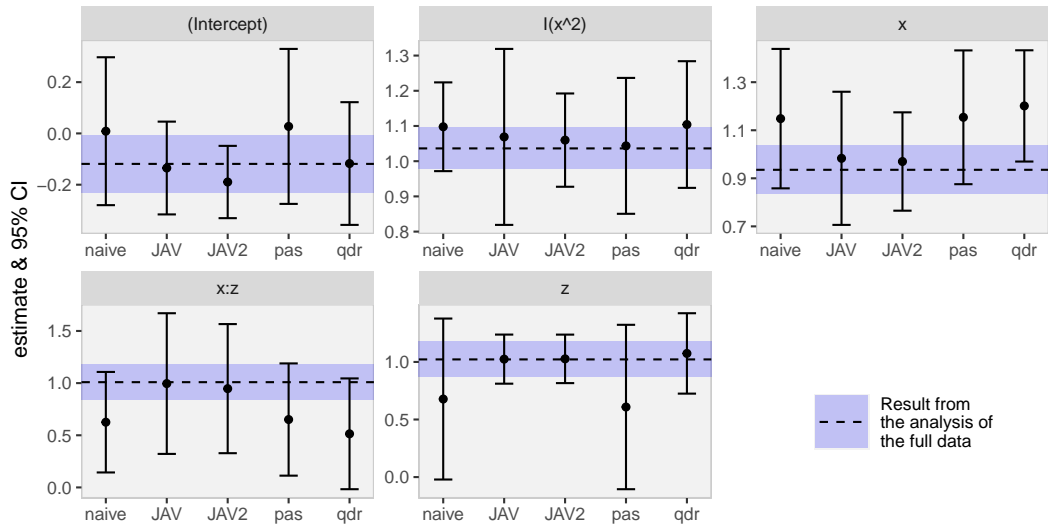 (Intercept)
I(x^2)
x
0.2
0.0
−0.2
naive JAV JAV2 pas qdr
1.3
1.2
1.1
1.0
0.9
0.8
naive JAV JAV2 pas qdr
1.3
1.1
0.9
0.7
naive JAV JAV2 pas qdr
estimate & 95% CI
x:z
z
1.5
1.0
0.5
0.0
naive JAV JAV2 pas qdr
1.0
0.5
0.0
naive JAV JAV2 pas qdr
Result from
the analysis of
the full data